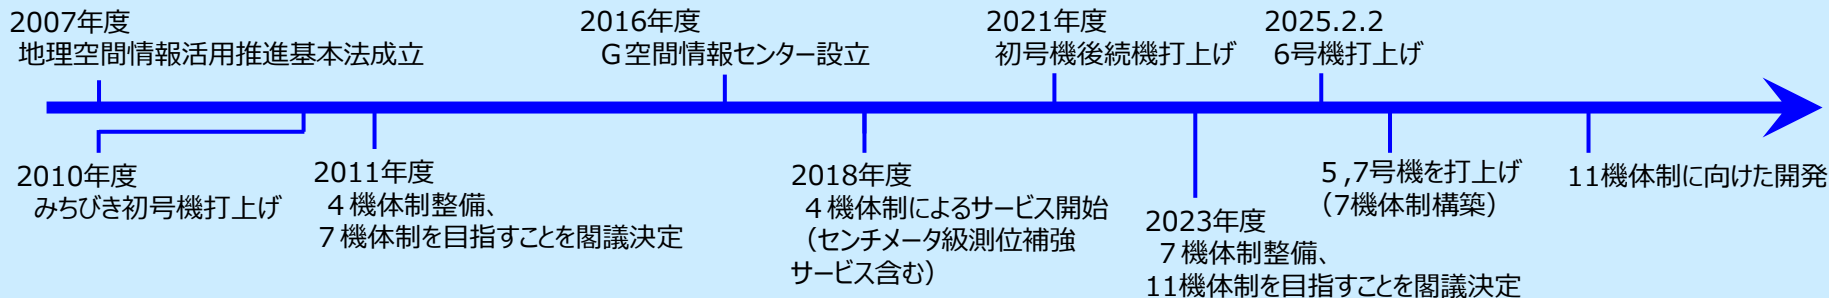 2007年度
地理空間情報活用推進基本法成立
2016年度
G空間情報センター設立
2021年度
初号機後続機打上げ
2025.2.2
6号機打上げ
2010年度
みちびき初号機打上げ
2011年度
４機体制整備、
７機体制を目指すことを閣議決定
2018年度
４機体制によるサービス開始
（センチメータ級測位補強
サービス含む）
2023年度
７機体制整備、
11機体制を目指すことを閣議決定
５,7号機を打上げ
（7機体制構築）
11機体制に向けた開発